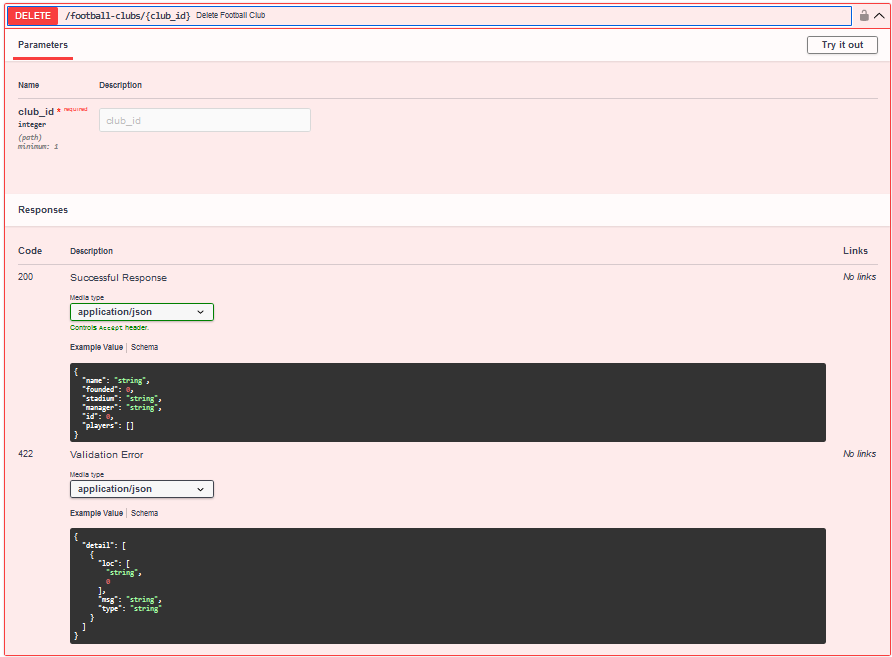 DELETE /football-clubs/{club_id} Delete Football Club
Parameters
Try it out
Name Description
club_id * required
integer
(path)
minimum: 1
club_id
Responses
Code Description Links
200 Successful Response No links
Media type
application/json
Controls Accept header.
Example Value Schema
{
"name": "string",
"founded": 0,
"stadium": "string",
"manager": "string",
"id": 0,
"players": []
}
422 Validation Error No links
Media type
application/json
Example Value Schema
{
"detail": [
{
"loc": [
"string",
0
],
"msg": "string",
"type": "string"
}
]
}